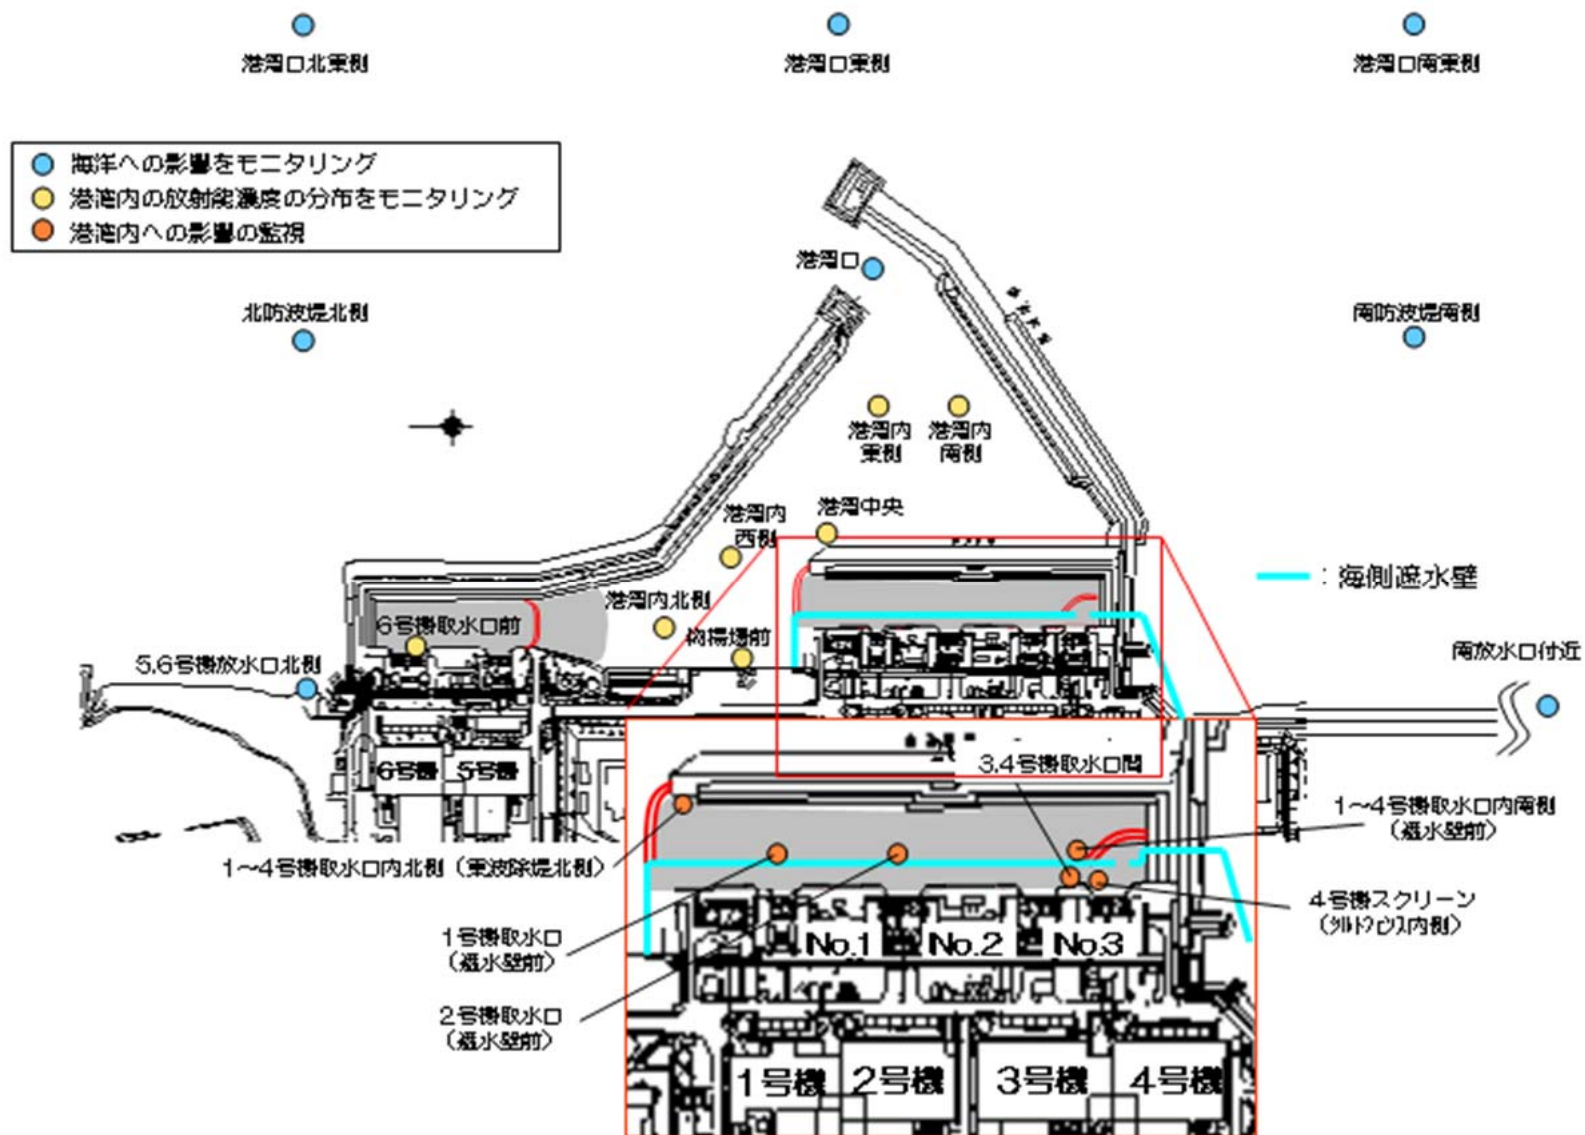 港湾口北東側
港湾口東側
港湾口南東側
海洋への影響をモニタリング
港湾内の放射能濃度の分布をモニタリング
港湾内への影響の監視
港湾口
北防波堤北側
南防波堤南側
港湾内
東側
港湾内
南側
港湾内
西側
港湾中央
:海側遮水壁
港湾内北側
物揚場前
6号機取水口前
5,6号機放水口北側
南放水口付近
6号機
5号機
3,4号機取水口間
1～4号機取水口内南側
(遮水壁前)
1～4号機取水口内北側(東波除堤北側)
4号機スクリーン
(シルトフェンス内側)
1号機取水口
(遮水壁前)
No.1
No.2
No.3
2号機取水口
(遮水壁前)
1号機
2号機
3号機
4号機